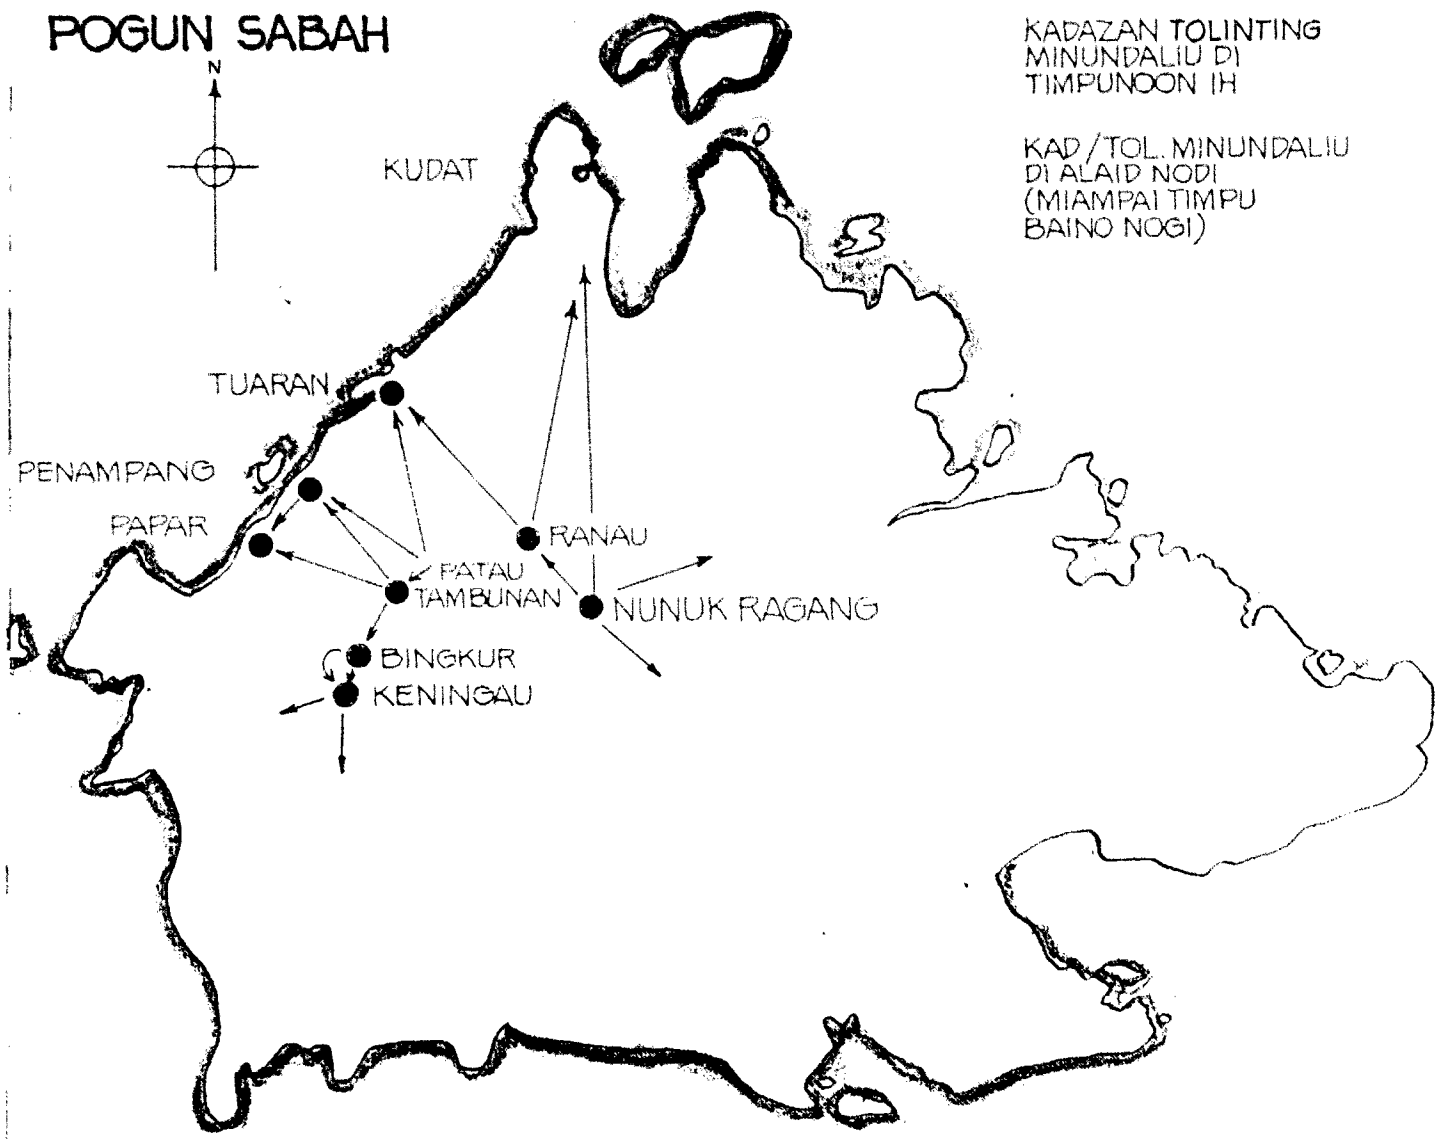 POGUN SABAH
N
KADAZAN TOLINTING
MINUNDALIU DI
TIMPUNOON IH
KAD/TOL. MINUNDALIU
DI ALAID NODI
(MIAMPAI TIMPU
BAINO NOGI)
KUDAT
TUARAN
PENAMPANG
PAPAR
RANAU
PATAU
TAMBUNAN
NUNUK RAGANG
BINGKUR
KENINGAU